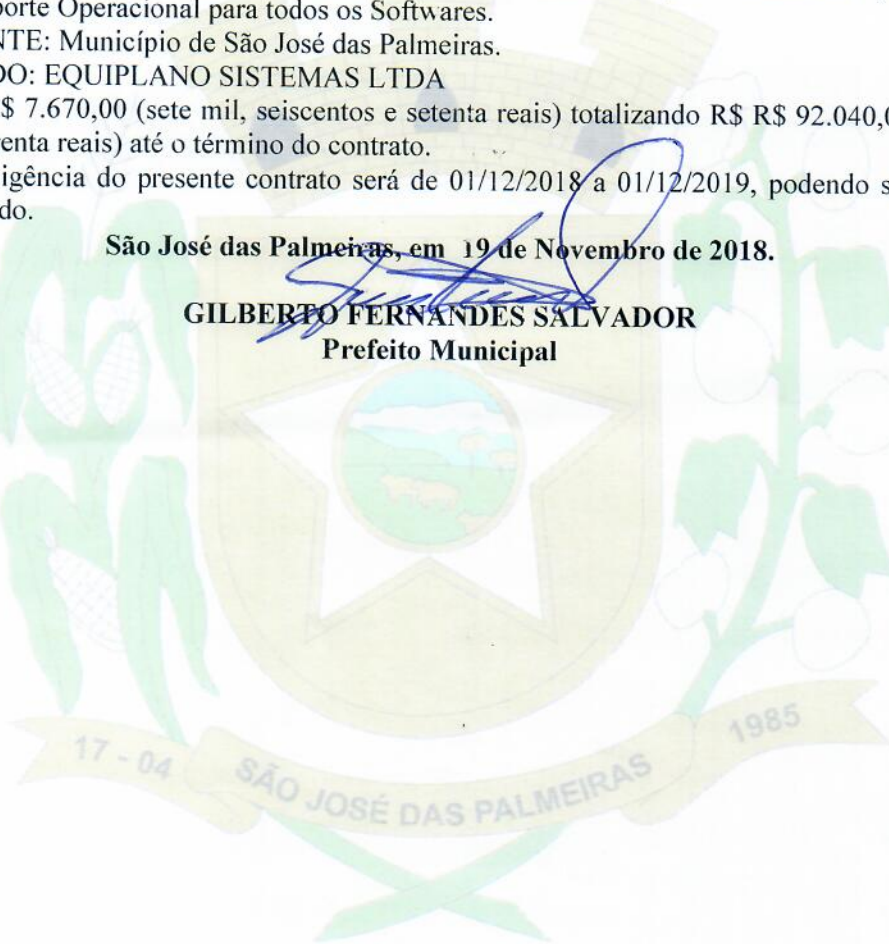 porte Operacional para todos os Softwares.
NTE: Município de São José das Palmeiras.
DO: EQUIPLANO SISTEMAS LTDA
$ 7.670,00 (sete mil, seiscentos e setenta reais) totalizando R$ R$ 92.040,0
enta reais) até o término do contrato.
igência do presente contrato será de 01/12/2018 a 01/12/2019, podendo s
do.
São José das Palmeiras, em 19 de Novembro de 2018.
GILBERTO FERNANDES SALVADOR
Prefeito Municipal
17 - 04 SÃO JOSÉ DAS PALMEIRAS 1985